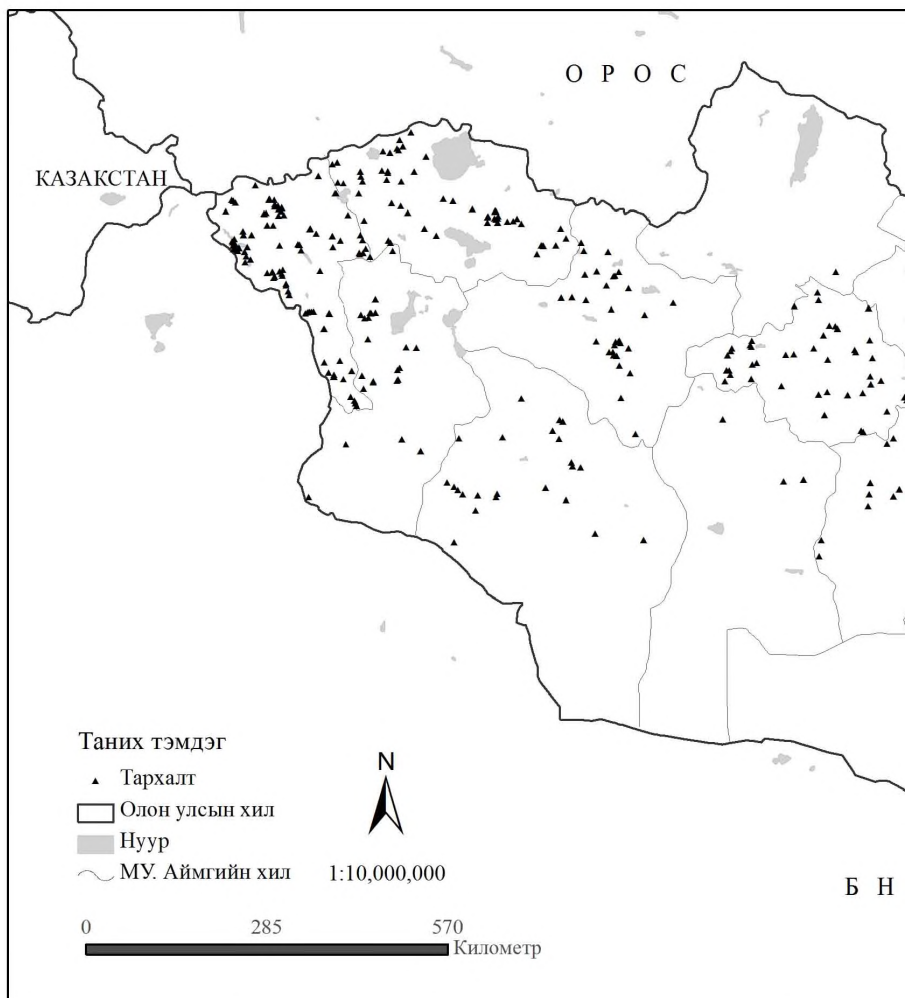 О Р О С
КАЗАКСТАН
Таних тэмдэг
Тархалт
Олон улсын хил
Нуур
МУ. Аймгийн хил
N
1:10,000,000
Б Н
0 285 570
Километр